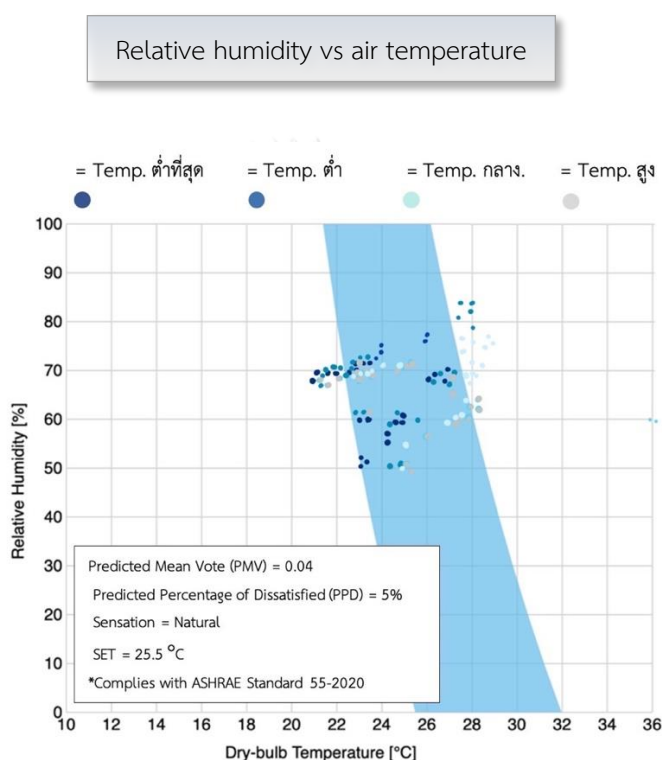 Relative humidity vs air temperature
= Temp. ต่ำที่สุด = Temp. ต่ำ = Temp. กลาง. = Temp. สูง
100
90
80
70
60
50
40
30
20
10
0
Relative Humidity [%]
Predicted Mean Vote (PMV) = 0.04
Predicted Percentage of Dissatisfied (PPD) = 5%
Sensation = Natural
SET = 25.5 °C
*Complies with ASHRAE Standard 55-2020
10 12 14 16 18 20 22 24 26 28 30 32 34 36
Dry-bulb Temperature [°C]